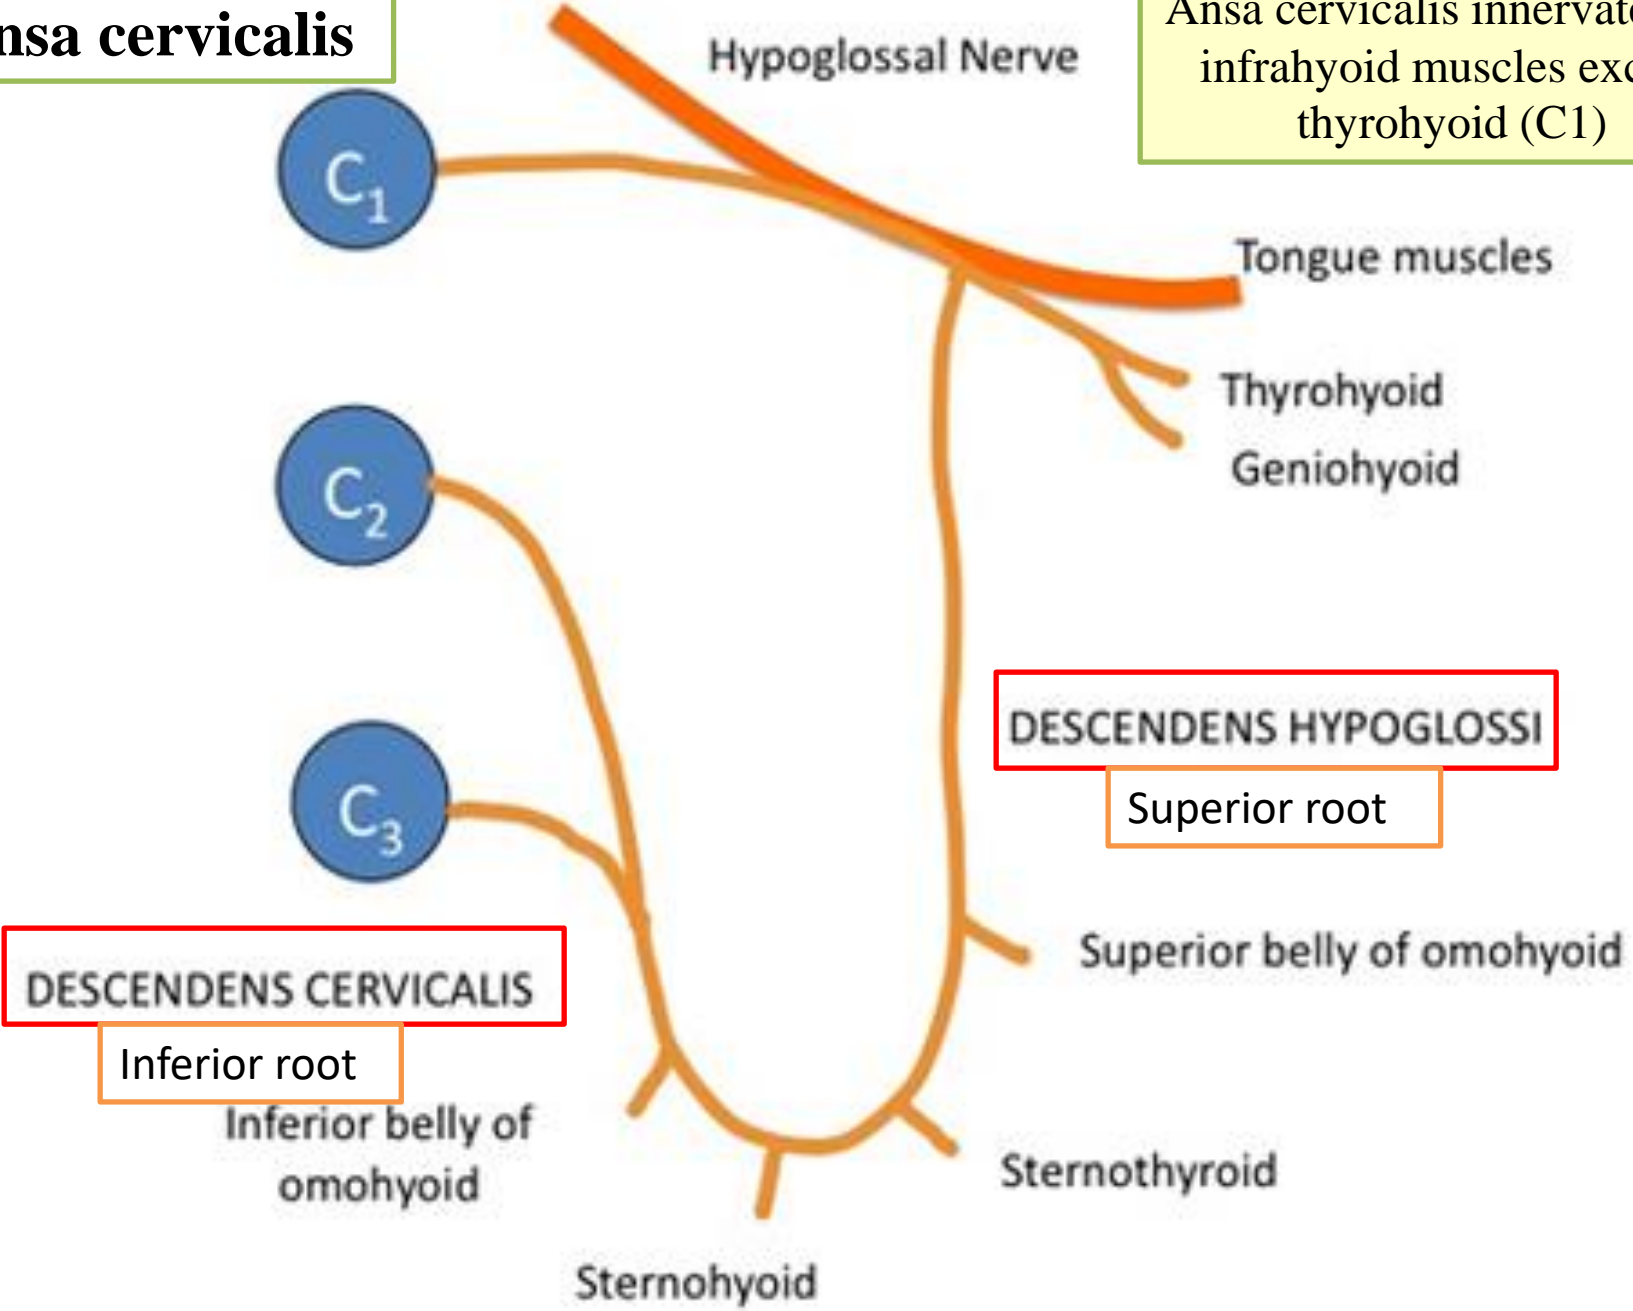 nsa cervicalis
Hypoglossal Nerve
Ansa cervicalis innervate
infrahyoid muscles exc
thyrohyoid (C1)
C1
Tongue muscles
Thyrohyoid
Geniohyoid
C2
DESCENDENS HYPOGLOSSI
Superior root
C3
Superior belly of omohyoid
DESCENDENS CERVICALIS
Inferior root
Inferior belly of
omohyoid
Sternothyroid
Sternohyoid